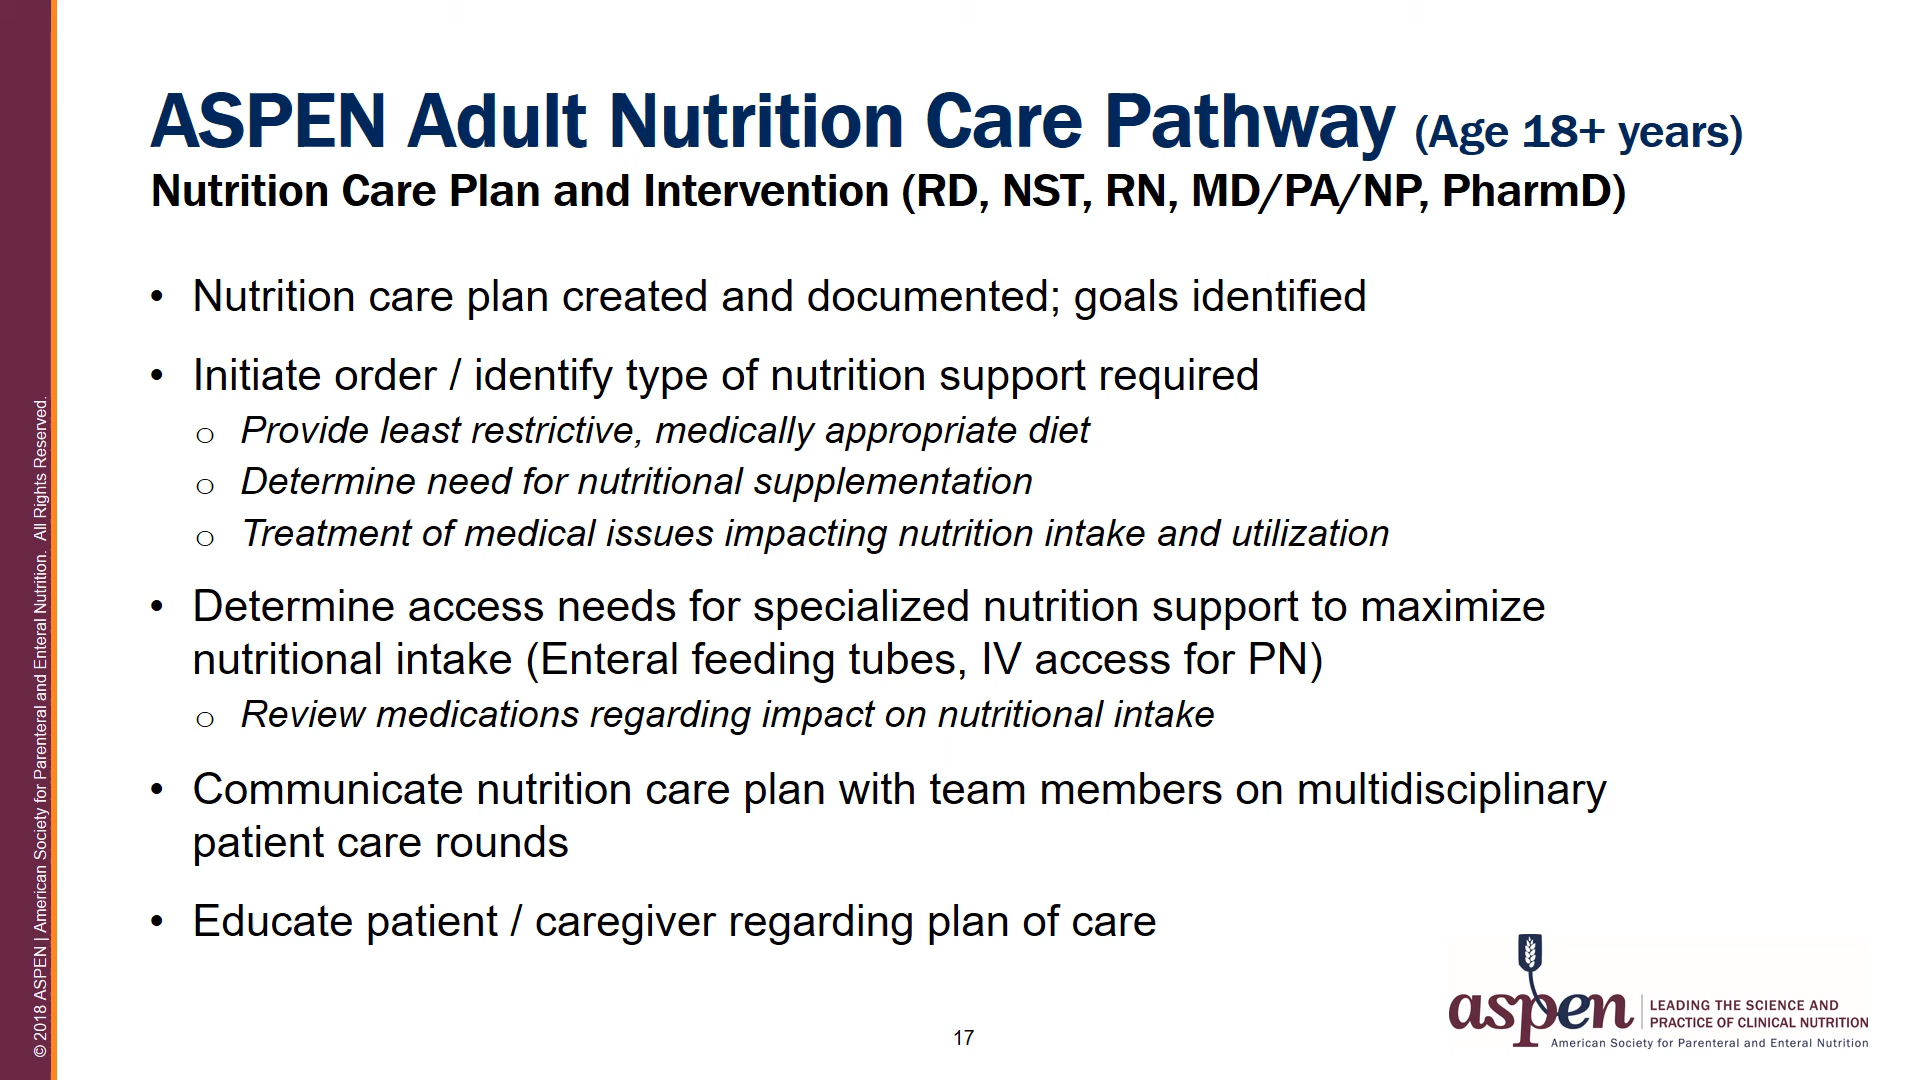 ASPEN Adult Nutrition Care Pathway (Age 18+ years)
Nutrition Care Plan and Intervention (RD, NST, RN, MD/PA/NP, PharmD)
• Nutrition care plan created and documented; goals identified
• Initiate order / identify type of nutrition support required
o Provide least restrictive, medically appropriate diet
o Determine need for nutritional supplementation
o Treatment of medical issues impacting nutrition intake and utilization
• Determine access needs for specialized nutrition support to maximize
nutritional intake (Enteral feeding tubes, IV access for PN)
o Review medications regarding impact on nutritional intake
• Communicate nutrition care plan with team members on multidisciplinary
patient care rounds
• Educate patient / caregiver regarding plan of care
© 2018 ASPEN | American Society for Parenteral and Enteral Nutrition. All Rights Reserved.
17
aspen
LEADING THE SCIENCE AND
PRACTICE OF CLINICAL NUTRITION
American Society for Parenteral and Enteral Nutrition